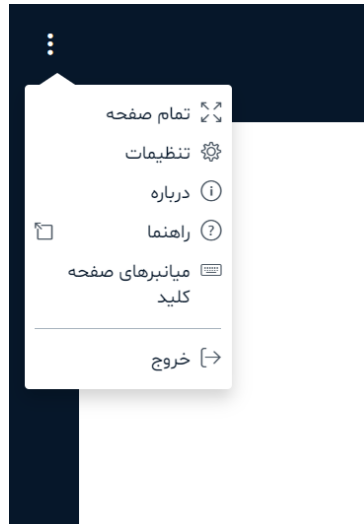 تمام صفحه
تنظیمات
درباره
راهنما
میانبرهای صفحه
کلید
خروج